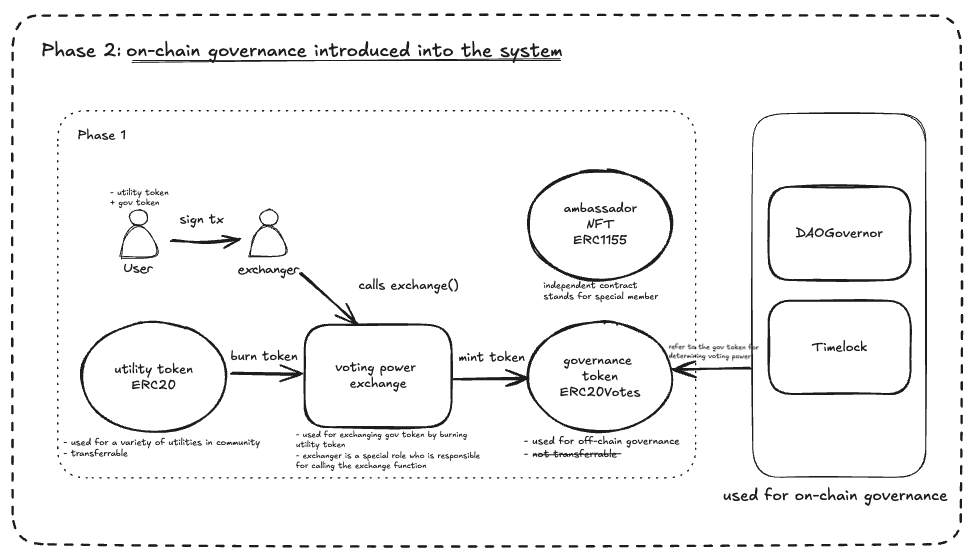 Phase 2: on-chain governance introduced into the system
Phase 1
- utility token
+ gov token
sign tx
User
exchanger
calls exchange()
ambassador
NFT
ERC1155
independent contract
stands for special member
utility token
ERC20
burn token
voting power
exchange
mint token
governance
token
ERC20Votes
refer to the gov token for
determining voting power
- used for a variety of utilities in community
- transferrable
- used for exchanging gov token by burning
utility token
- exchanger is a special role who is responsible
for calling the exchange function
- used for off-chain governance
- not transferrable
DAOGovernor
Timelock
used for on-chain governance